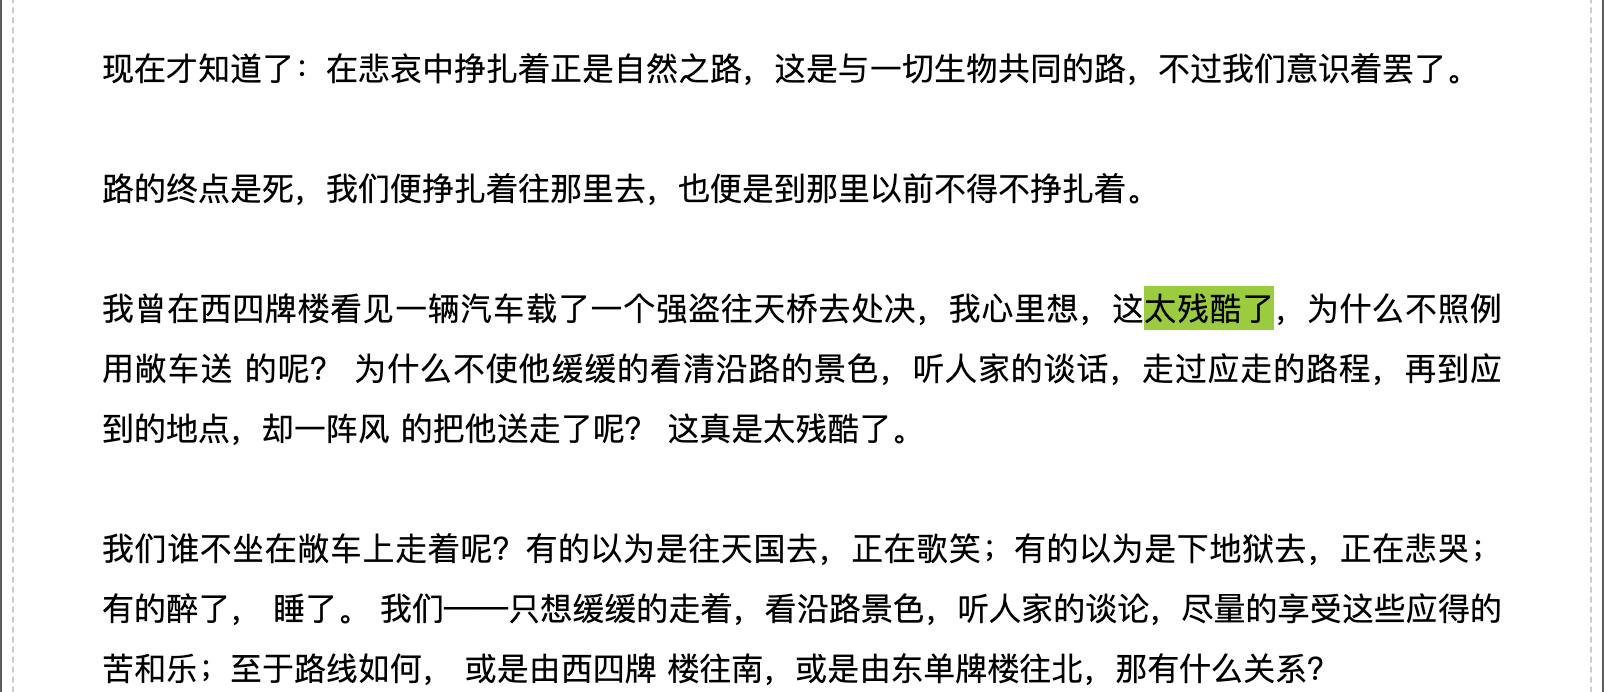 现在才知道了：在悲哀中挣扎着正是自然之路，这是与一切生物共同的路，不过我们意识着罢了。
路的终点是死，我们便挣扎着往那里去，也便是到那里以前不得不挣扎着。
我曾在西四牌楼看见一辆汽车载了一个强盗往天桥去处决，我心里想，这太残酷了，为什么不照例
用敞车送 的呢？ 为什么不使他缓缓的看清沿路的景色，听人家的谈话，走过应走的路程，再到应
到的地点，却一阵风 的把他送走了呢？ 这真是太残酷了。
我们谁不坐在敞车上走着呢？有的以为是往天国去，正在歌笑；有的以为是下地狱去，正在悲哭；
有的醉了， 睡了。 我们——只想缓缓的走着，看沿路景色，听人家的谈论，尽量的享受这些应得的
苦和乐；至于路线如何， 或是由西四牌 楼往南，或是由东单牌楼往北，那有什么关系？